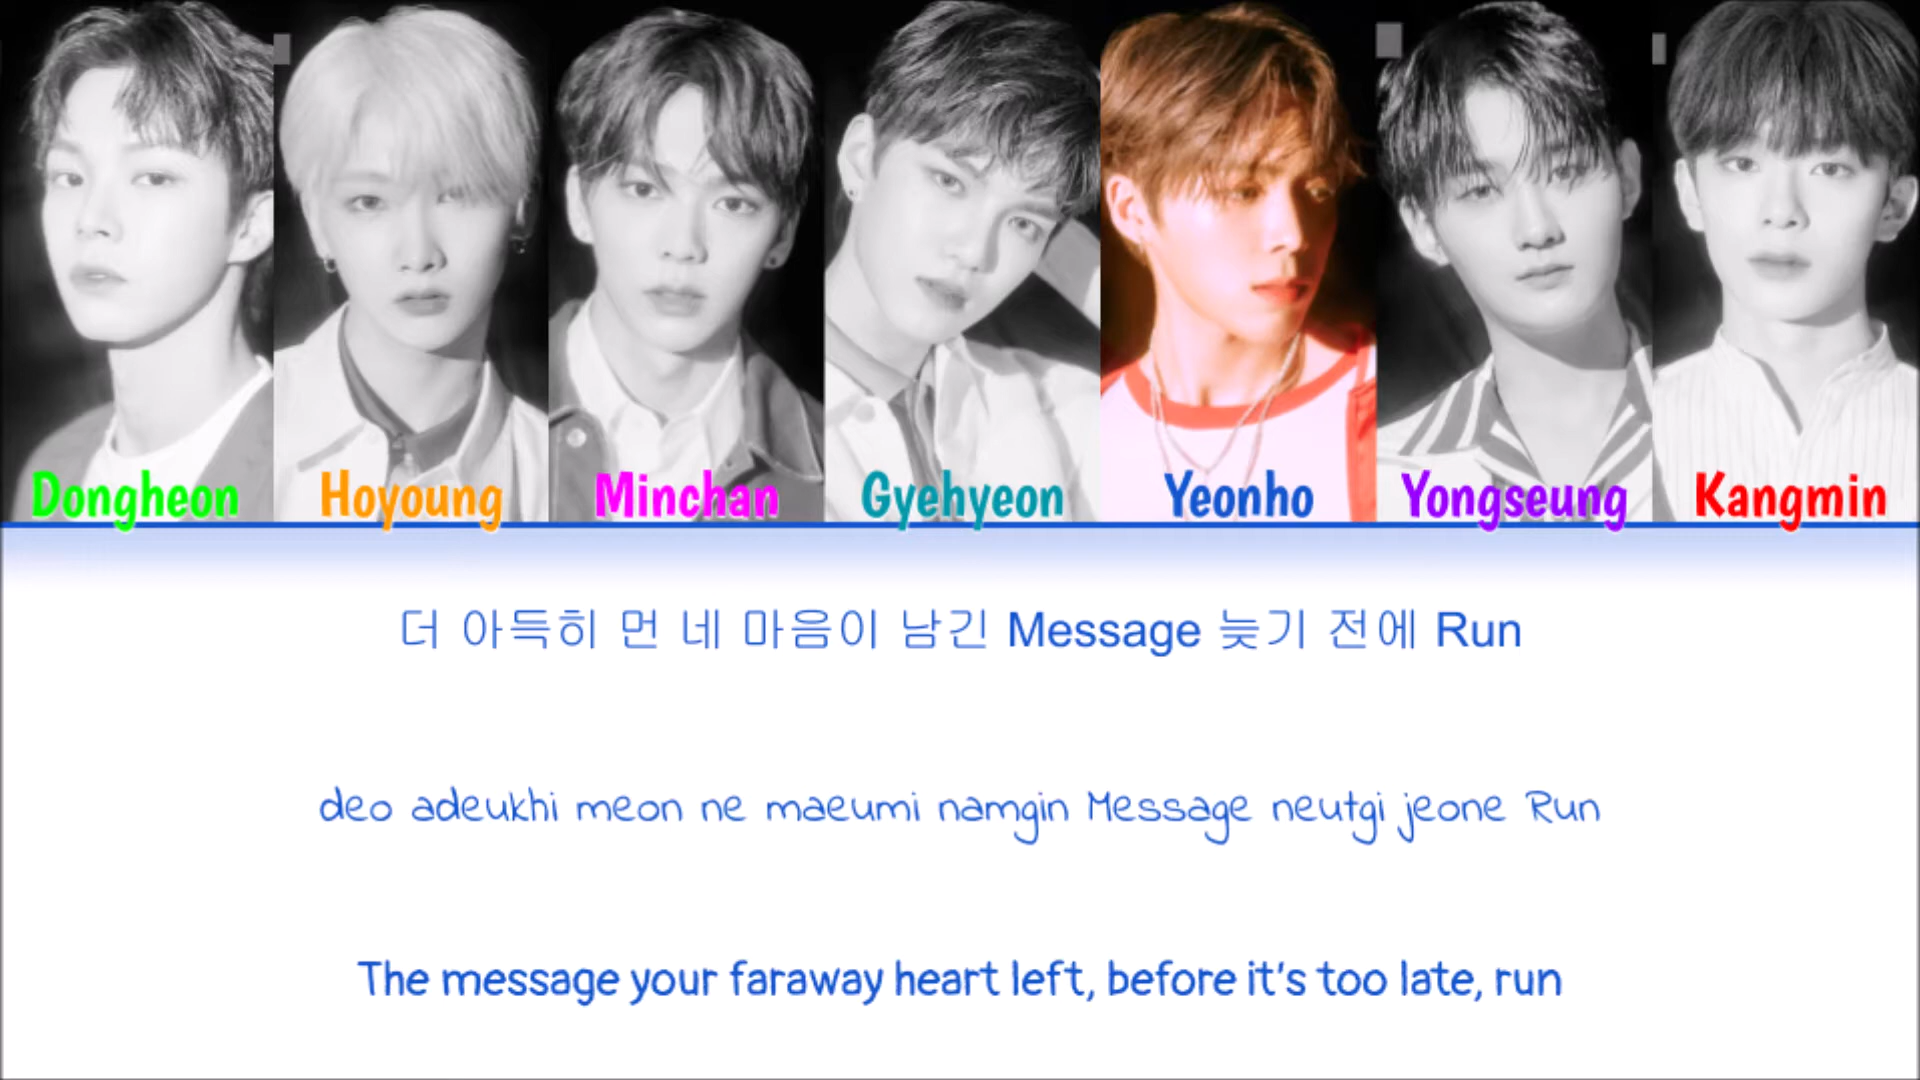 Dongheon Hoyoung Minchan Gyehyeon Yeonho Yongseung Kangmin
더 아득히 먼 네 마음이 남긴 Message 늦기 전에 Run
deo adeukhi meon ne maeumi namgin Message neutgi jeone Run
The message your faraway heart left, before it's too late, run